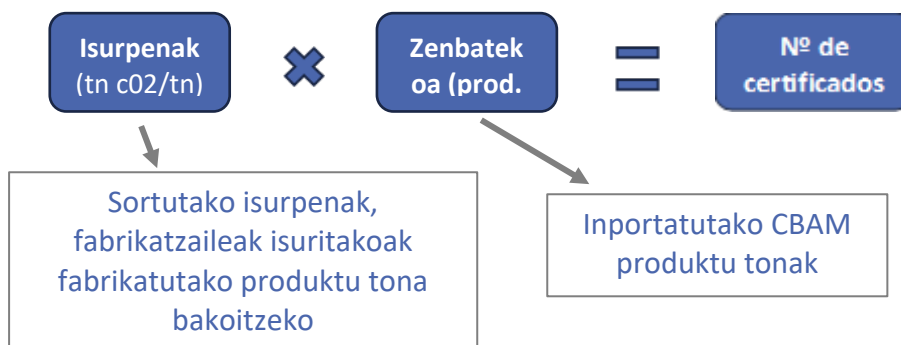 Isurpenak
(tn c02/tn)
Zenbatek
oa (prod.
Nº de
certificados
Sortutako isurpenak,
fabrikatzaileak isuritakoak
fabrikatutako produktu tona
bakoitzeko
Inportatutako CBAM
produktu tonak